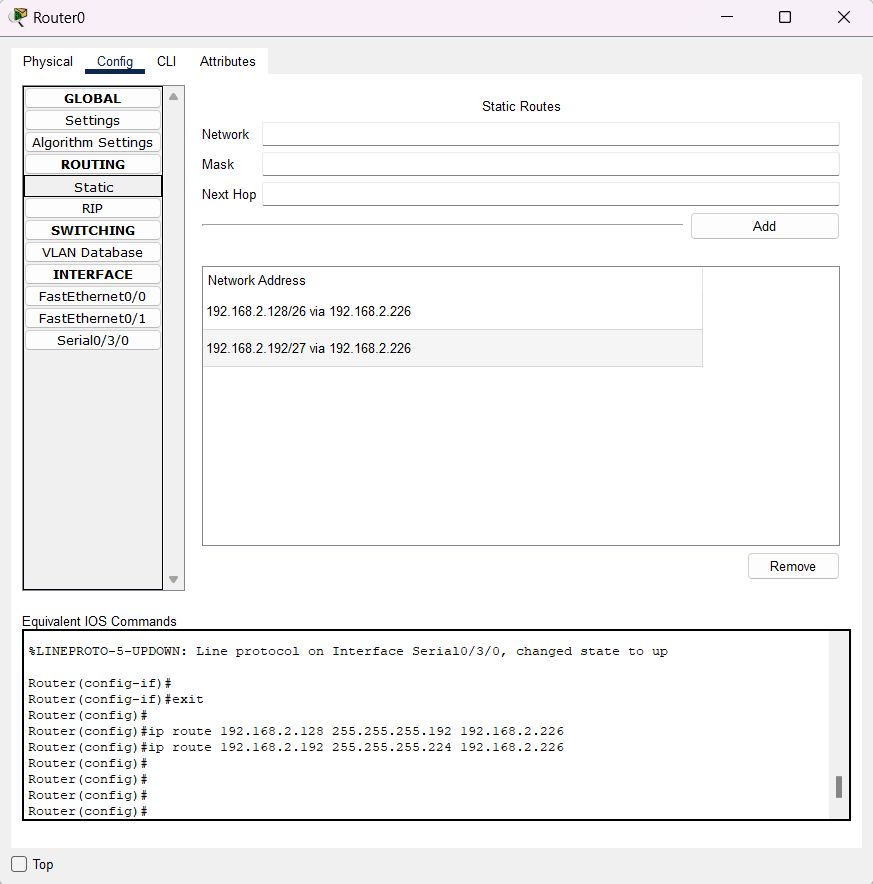 Router0
Physical Config CLI Attributes
GLOBAL
Settings
Algorithm Settings
ROUTING
Static
RIP
SWITCHING
VLAN Database
INTERFACE
FastEthernet0/0
FastEthernet0/1
Serial0/3/0
Static Routes
Network
Mask
Next Hop
Add
Network Address
192.168.2.128/26 via 192.168.2.226
192.168.2.192/27 via 192.168.2.226
Remove
Equivalent IOS Commands
%LINEPROTO-5-UPDOWN: Line protocol on Interface Serial0/3/0, changed state to up
Router(config-if)#
Router(config-if)#exit
Router(config)#
Router(config)#ip route 192.168.2.128 255.255.255.192 192.168.2.226
Router(config)#ip route 192.168.2.192 255.255.255.224 192.168.2.226
Router(config)#
Router(config)#
Router(config)#
Router(config)#
Top